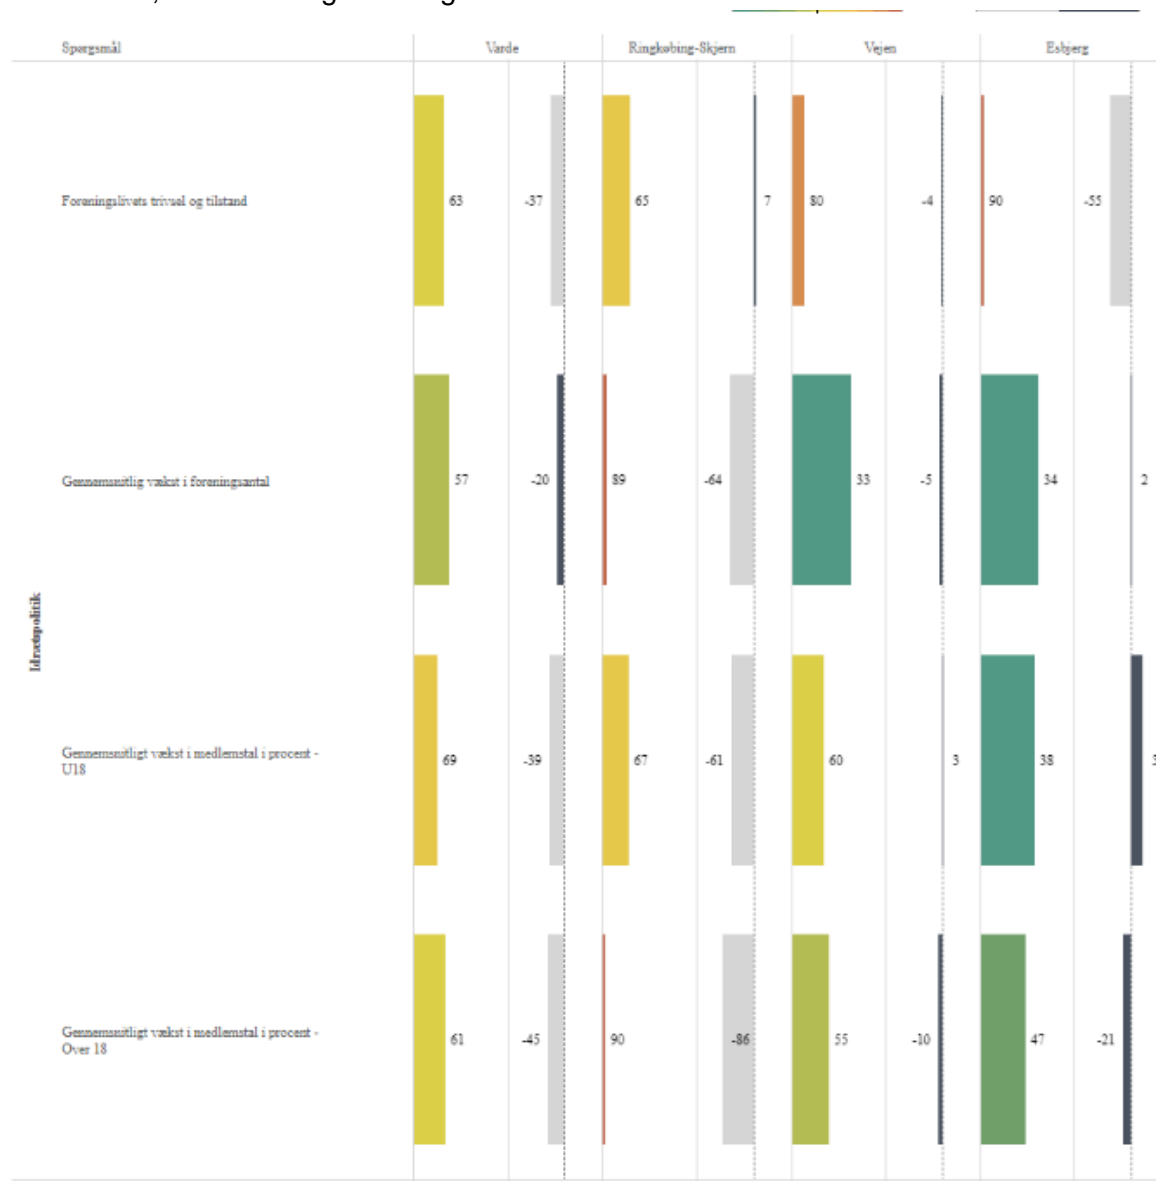 Spørgsmål Varde Ringkøbing-Skjern Vejen Esbjerg
Foreningslivets trivsel og tilstand 63 -37 65 7 80 -4 90 -55
Gennemsnitlig vækst i foreningsantal 57 -20 89 -64 33 -5 34 2
Idrætspolitik
Gennemsnitligt vækst i medlemstal i procent -
U18 69 -39 67 -61 60 3 38
Gennemsnitligt vækst i medlemstal i procent -
Over 18 61 -45 90 -86 55 -10 47 -21